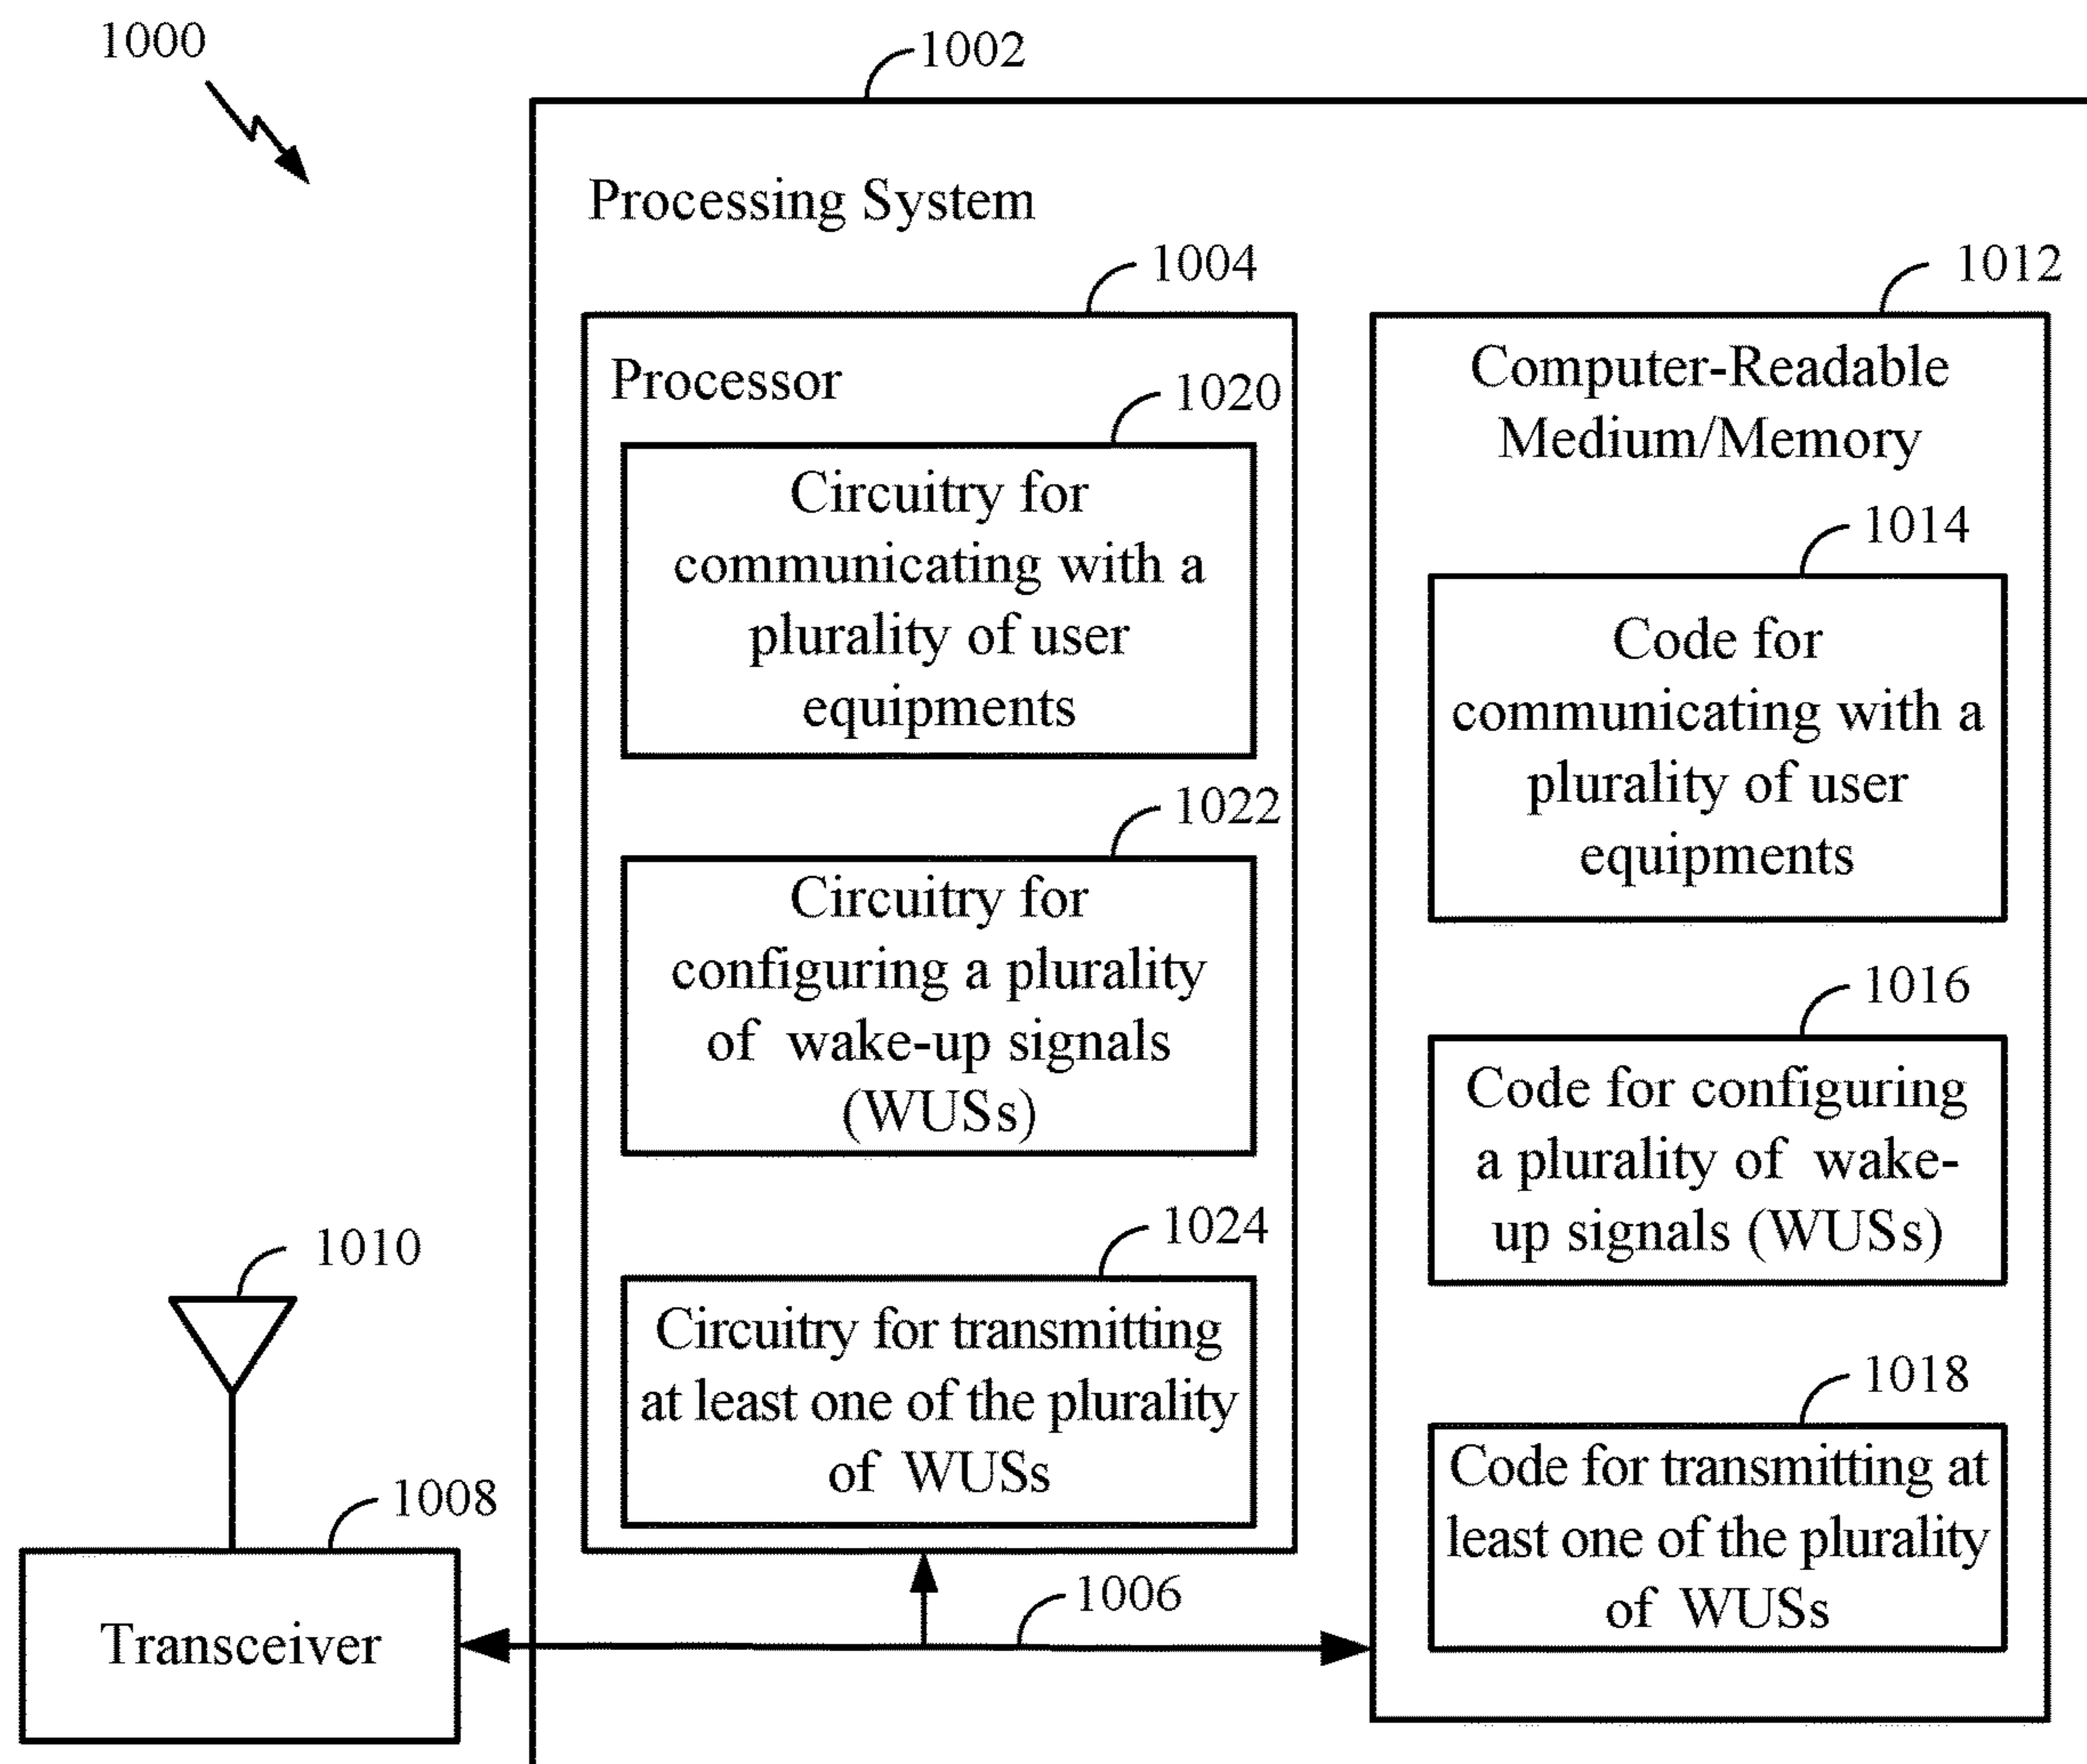 1000
1002
Processing System
1004
1012
Processor
1020
Circuitry for
communicating with a
plurality of user
equipments
1022
Circuitry for
configuring a plurality
of wake-up signals
(WUSs)
1024
Circuitry for transmitting
at least one of the plurality
of WUSs
Computer-Readable
Medium/Memory
1014
Code for
communicating with a
plurality of user
equipments
1016
Code for configuring
a plurality of wake-
up signals (WUSs)
1018
Code for transmitting at
least one of the plurality
of WUSs
1010
1008
Transceiver
1006